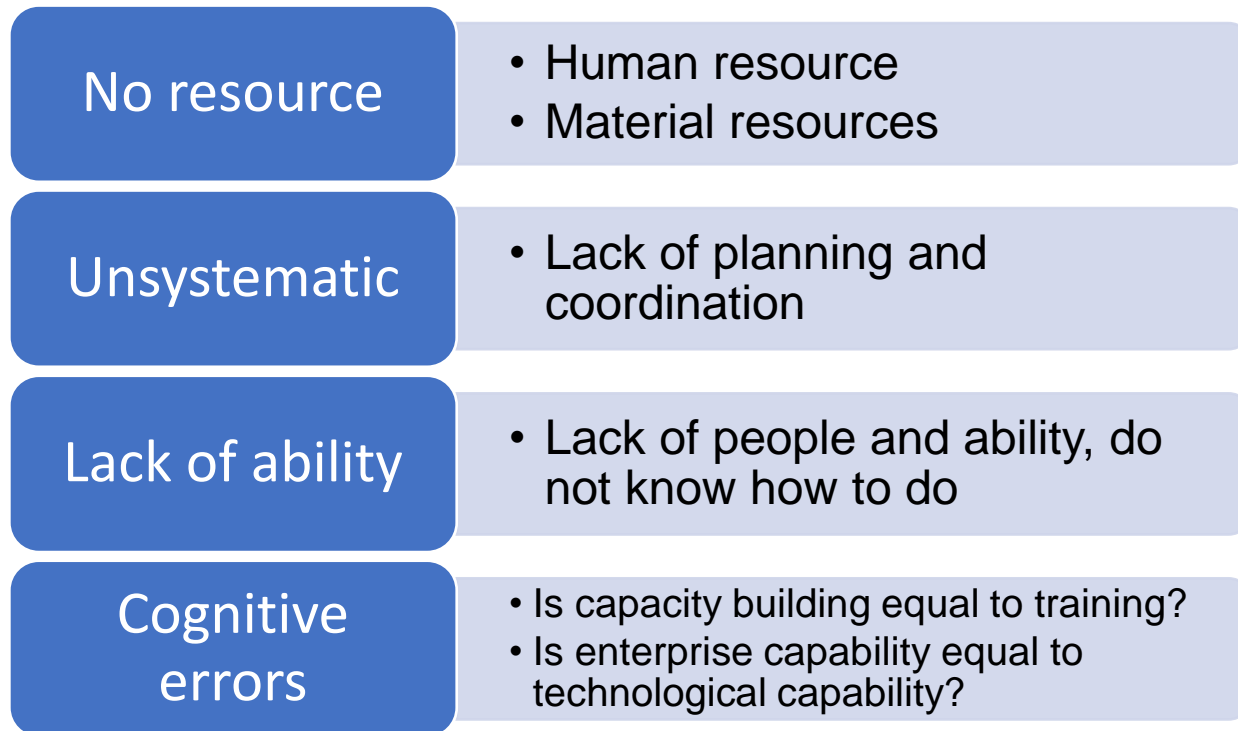 No resource
• Human resource
• Material resources
Unsystematic
• Lack of planning and
coordination
Lack of ability
• Lack of people and ability, do
not know how to do
Cognitive
errors
• Is capacity building equal to training?
• Is enterprise capability equal to
technological capability?